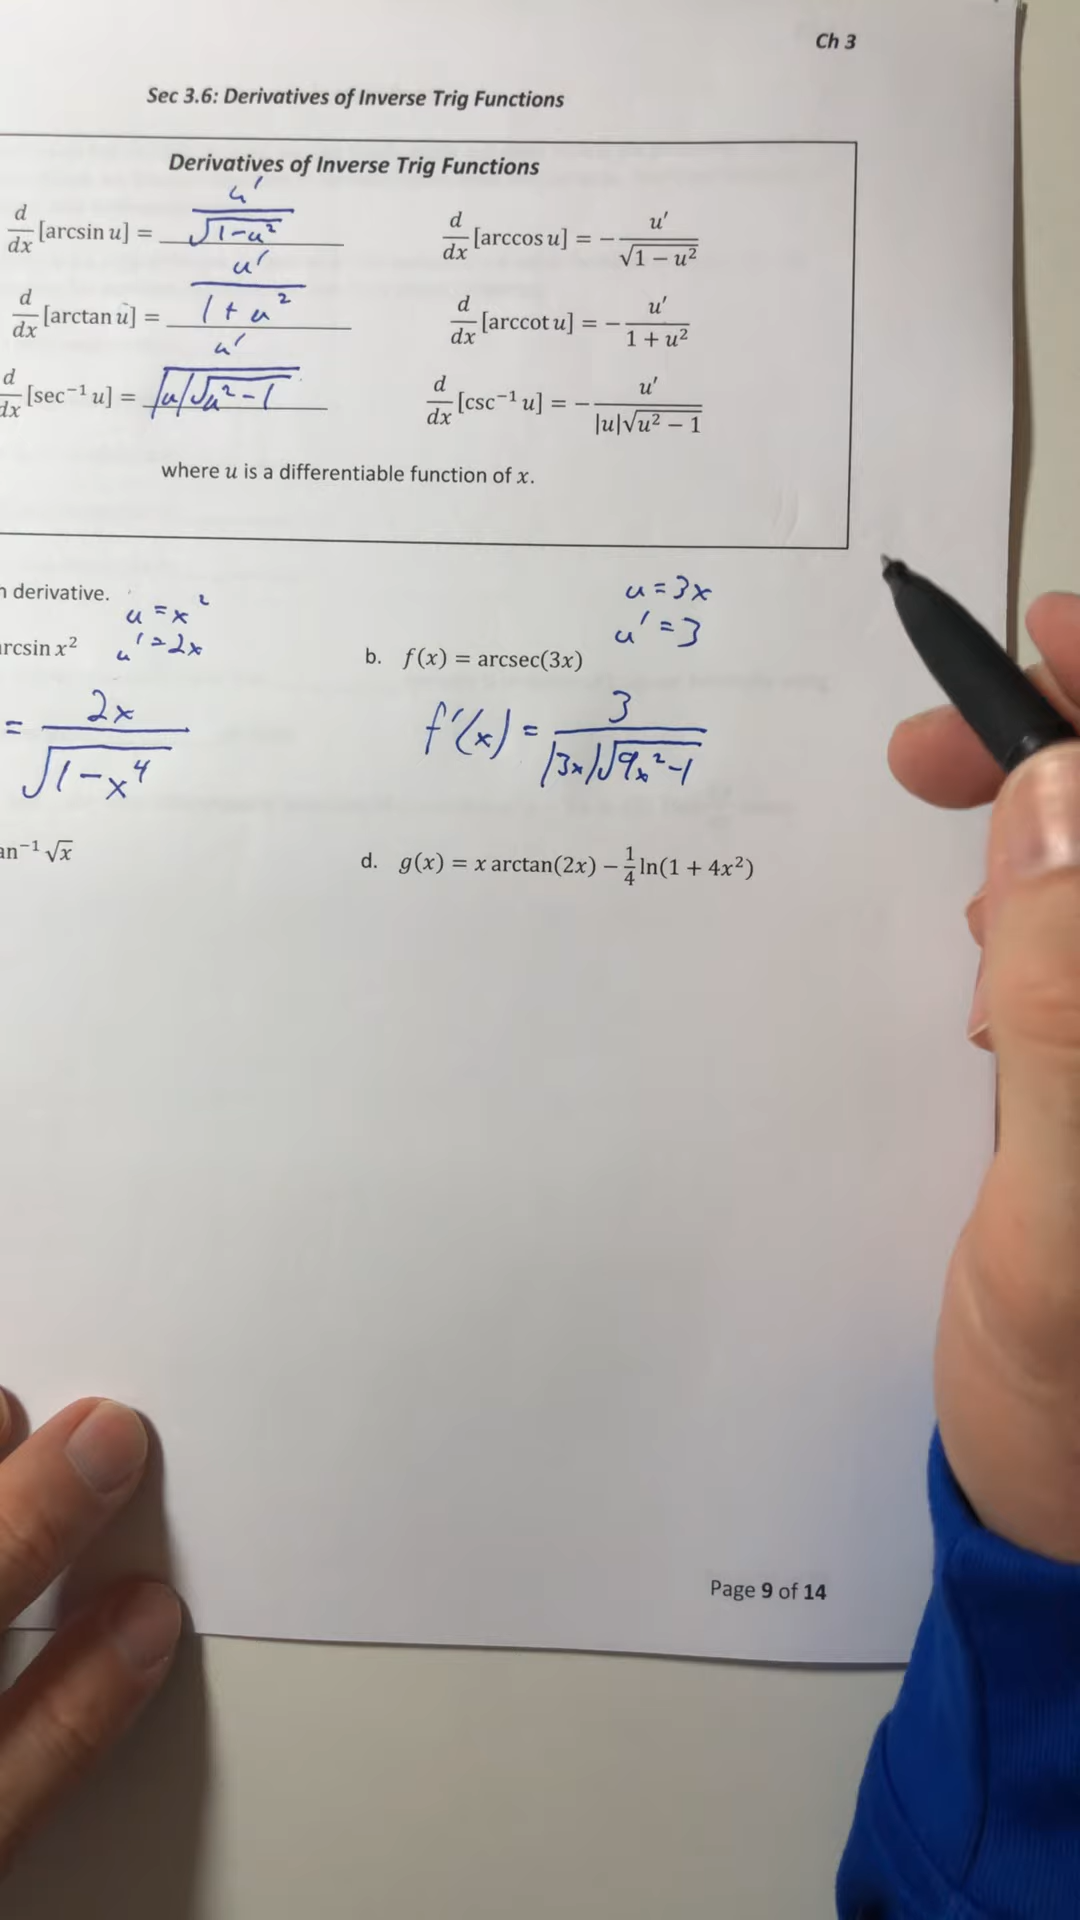 Ch 3
Sec 3.6: Derivatives of Inverse Trig Functions
Derivatives of Inverse Trig Functions
d/dx [arcsin u] = u'/√(1-u²)
d/dx [arccos u] = − u'/√(1 − u²)
d/dx [arctan u] = u'/(1+u²)
d/dx [arccot u] = − u'/(1 + u²)
d/dx [sec⁻¹ u] = u'/(|u|√(u²-1))
d/dx [csc⁻¹ u] = − u'/(|u|√(u² − 1))
where u is a differentiable function of x.
derivative.
u = x²
u' = 2x
u = 3x
u' = 3
rcsin x²
b. f(x) = arcsec(3x)
= 2x/√(1-x⁴)
f'(x) = 3/(|3x|√(9x²-1))
an⁻¹ √x
d. g(x) = x arctan(2x) − ¼ ln(1 + 4x²)
Page 9 of 14